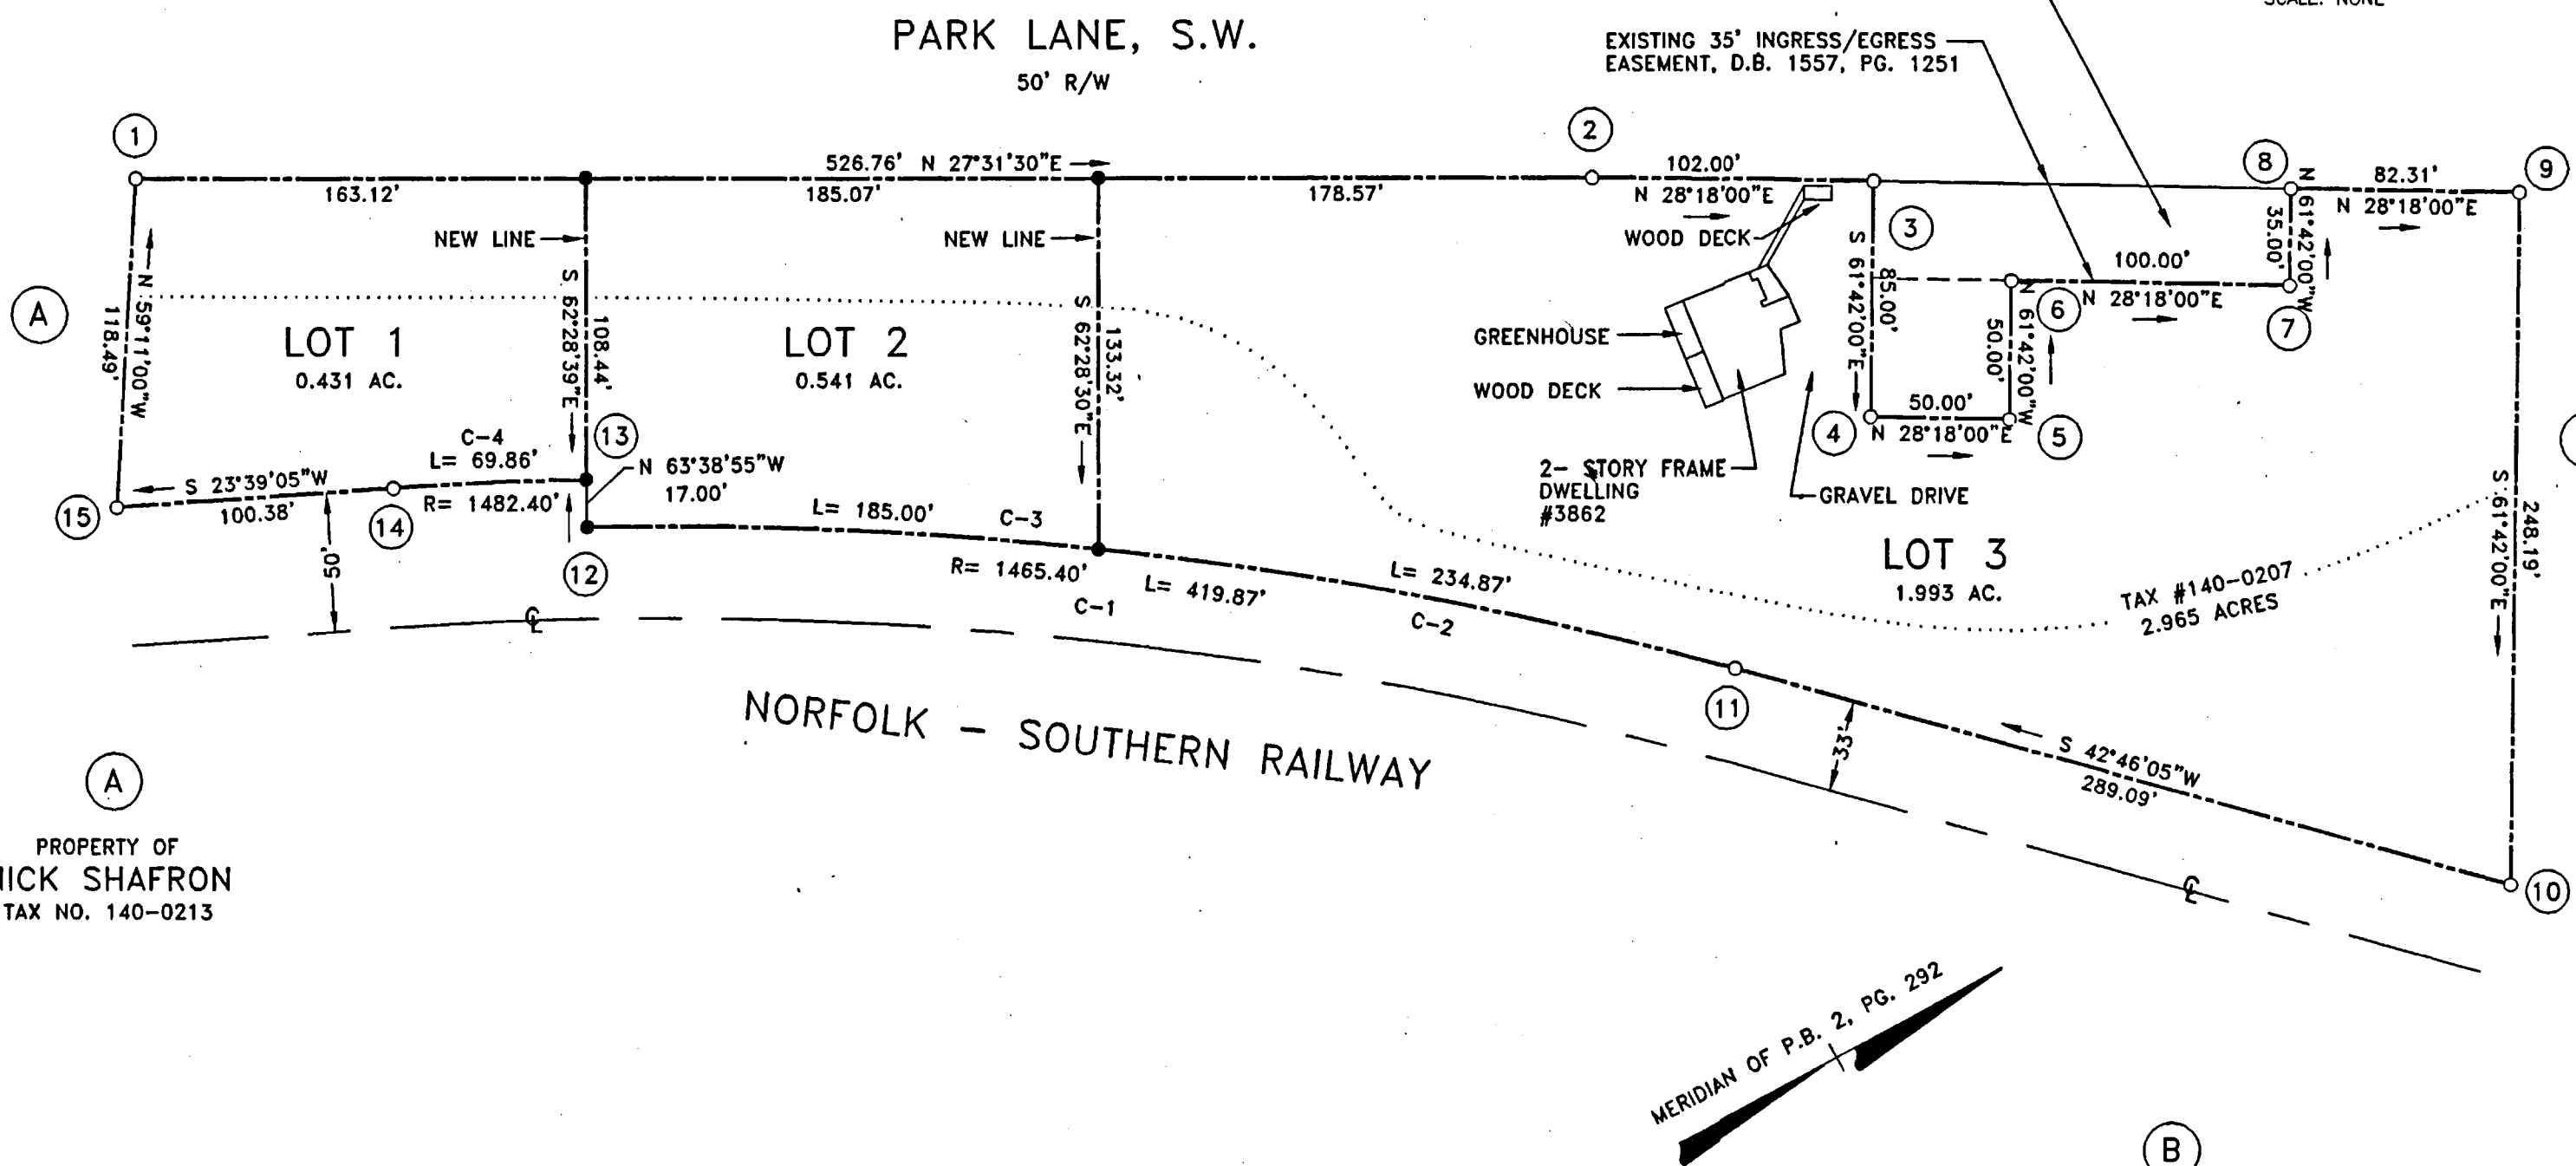 SCALE: NONE
PARK LANE, S.W.
50' R/W
EXISTING 35' INGRESS/EGRESS
EASEMENT, D.B. 1557, PG. 1251
1
2
8
9
526.76' N 27°31'30"E
163.12'
185.07'
178.57'
102.00'
N 28°18'00"E
82.31'
N 28°18'00"E
NEW LINE
NEW LINE
WOOD DECK
3
S 61°42'00"E
85.00'
100.00'
N 28°18'00"E
N 61°42'00"W
35.00'
6
7
N 61°42'00"W
50.00'
A
N 59°11'00"W
118.49'
LOT 1
0.431 AC.
S 62°28'39"E
108.44'
LOT 2
0.541 AC.
S 62°28'30"E
133.32'
GREENHOUSE
WOOD DECK
50.00'
4
N 28°18'00"E
5
C-4
L= 69.86'
13
N 63°38'55"W
17.00'
2- STORY FRAME
DWELLING
#3862
GRAVEL DRIVE
S 23°39'05"W
100.38'
R= 1482.40'
15
14
50'
12
L= 185.00'
C-3
R= 1465.40'
L= 419.87'
C-1
L= 234.87'
C-2
LOT 3
1.993 AC.
TAX #140-0207
2.965 ACRES
S 61°42'00"E
248.19'
11
33'
S 42°46'05"W
289.09'
10
NORFOLK - SOUTHERN RAILWAY
A
PROPERTY OF
SHAFRON
TAX NO. 140-0213
MERIDIAN OF P.B. 2, PG. 292
B